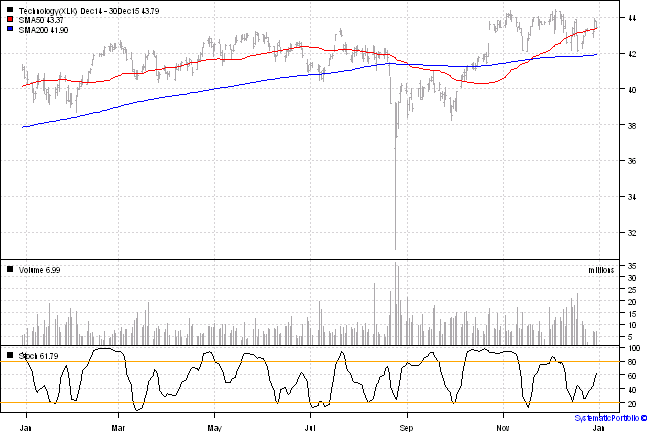 Technology(XLK) Dec14 - 30Dec15 43.79
SMA50 43.37
SMA200 41.90
44
42
40
38
36
34
32
Volume 6.99
millions
35
30
25
20
15
10
5
Stoch 61.79
100
80
60
40
20
Jan Mar May Jul Sep Nov Jan
SystematicPortfolio ©